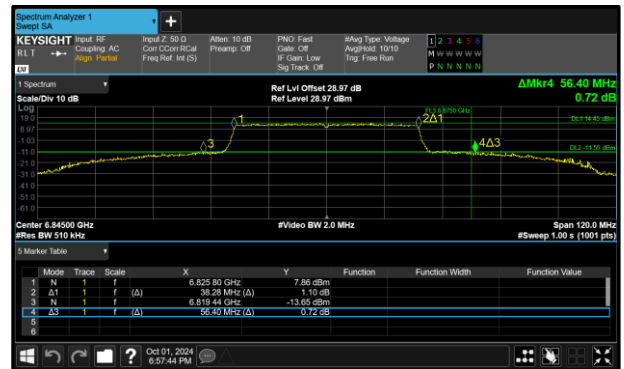 Spectrum Analyzer 1
Swept SA
+
KEYSIGHT Input: RF Input Z: 50 Ω Atten: 10 dB PNO: Fast #Avg Type: Voltage 1 2 3 4 5 6
RLT Coupling: AC Corr CCorr RCal Preamp: Off Gate: Off Avg|Hold: 10/10 M W W W W W
Align: Partial Freq Ref: Int (S) IF Gain: Low Trig: Free Run
Sig Track: Off P N N N N N
LXI
1 Spectrum Ref Lvl Offset 28.97 dB ΔMkr4 56.40 MHz
Scale/Div 10 dB Ref Level 28.97 dBm 0.72 dB
Log
19.0 1 2Δ1 DL1 14.45 dBm
8.97
-1.03
-11.0 3 4Δ3 DL2 -11.55 dBm
-21.0
-31.0
-41.0
-51.0
-61.0
Center 6.84500 GHz #Video BW 2.0 MHz Span 120.0 MHz
#Res BW 510 kHz #Sweep 1.00 s (1001 pts)
5 Marker Table
Mode Trace Scale X Y Function Function Width Function Value
1 N 1 f 6.825 80 GHz 7.86 dBm
2 Δ1 1 f (Δ) 38.28 MHz (Δ) 1.10 dB
3 N 1 f 6.819 44 GHz -13.65 dBm
4 Δ3 1 f (Δ) 56.40 MHz (Δ) 0.72 dB
5
6
? Oct 01, 2024
6:57:44 PM